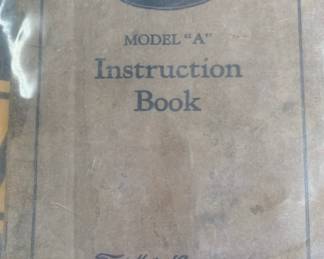 MODEL "A"
Instruction
Book